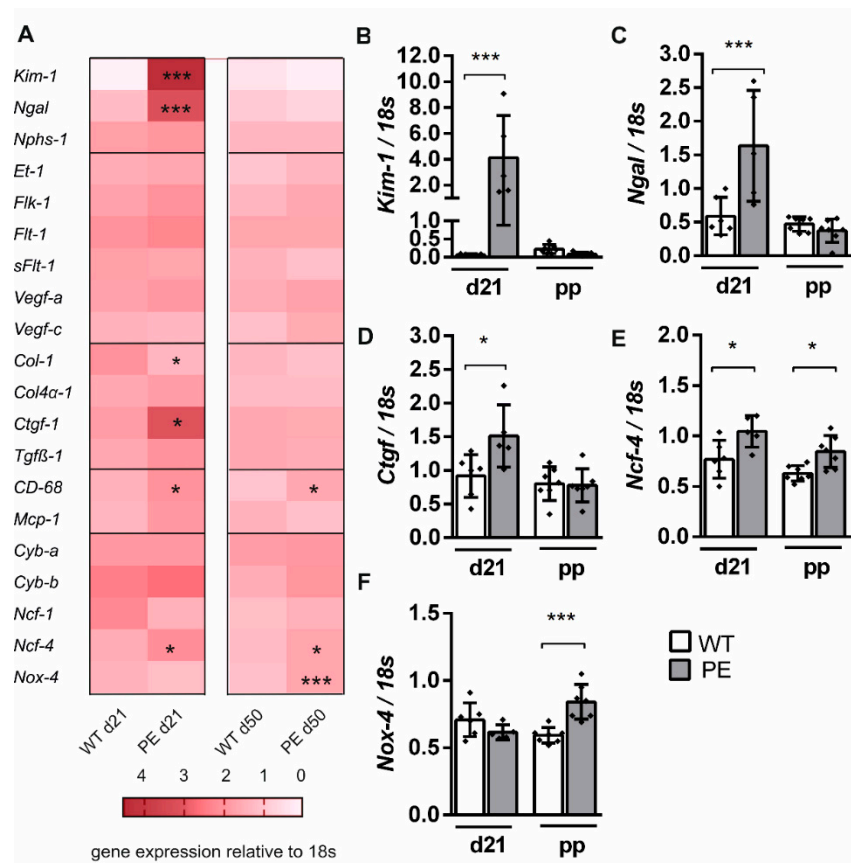 A
Kim-1 ***
Ngal ***
Nphs-1
Et-1
Flk-1
Flt-1
sFlt-1
Vegf-a
Vegf-c
Col-1 *
Col4α-1
Ctgf-1 *
Tgfß-1
CD-68 * *
Mcp-1
Cyb-a
Cyb-b
Ncf-1
Ncf-4 * *
Nox-4 ***
WT d21 PE d21 WT d50 PE d50
4 3 2 1 0
gene expression relative to 18s
B
***
Kim-1 / 18s
10.0
8.0
6.0
4.0
2.0
0.5
0.0
d21 pp
C
***
Ngal / 18s
3.0
2.5
2.0
1.5
1.0
0.5
0.0
d21 pp
D
*
Ctgf / 18s
3.0
2.5
2.0
1.5
1.0
0.5
0.0
d21 pp
E
* *
Ncf-4 / 18s
2.0
1.5
1.0
0.5
0.0
d21 pp
F
***
Nox-4 / 18s
1.5
1.0
0.5
0.0
d21 pp
WT
PE